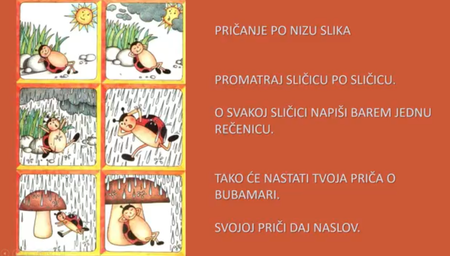 PRIČANJE PO NIZU SLIKA
PROMATRAJ SLIČICU PO SLIČICU.
O SVAKOJ SLIČICI NAPIŠI BAREM JEDNU
REČENICU.
TAKO ĆE NASTATI TVOJA PRIČA O
BUBAMARI.
SVOJOJ PRIČI DAJ NASLOV.